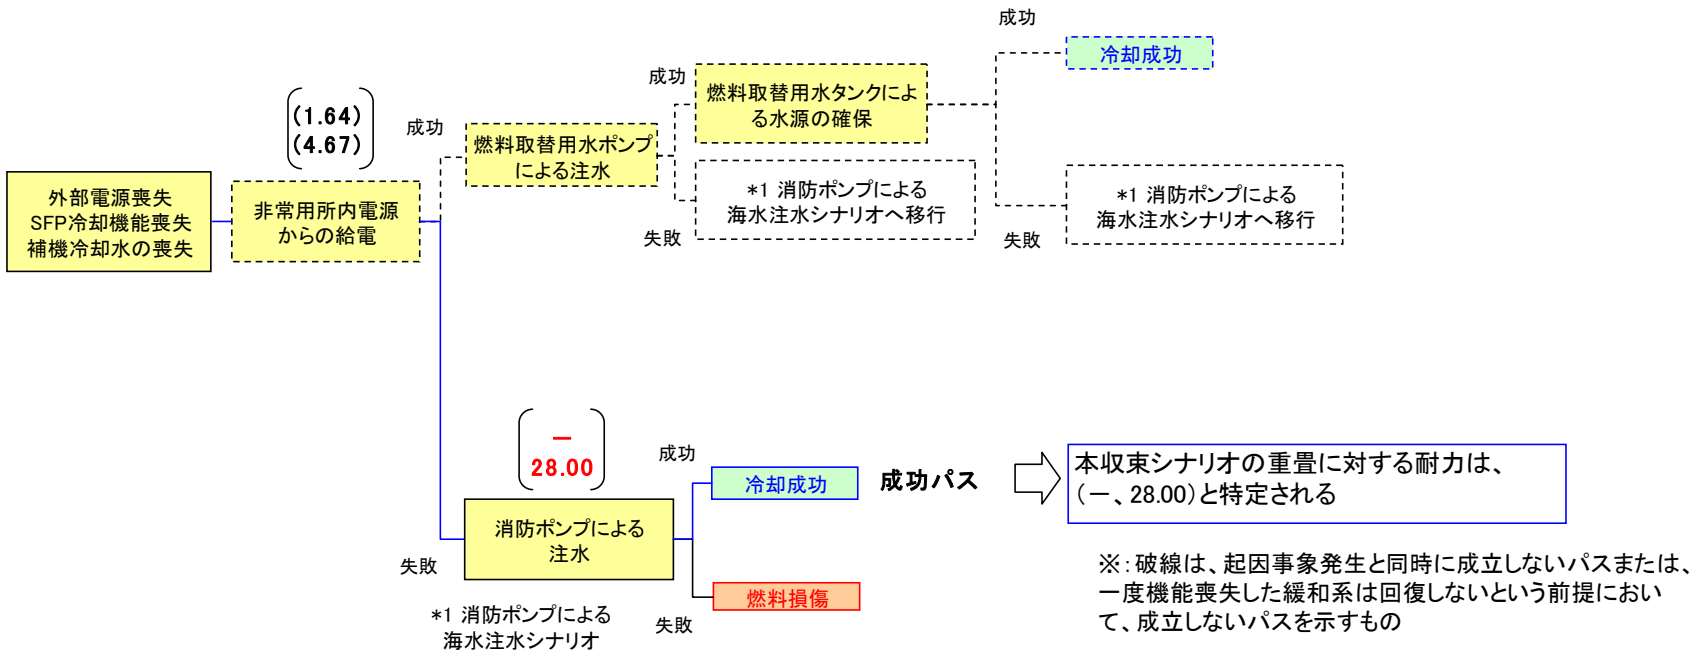 成功
冷却成功
成功
燃料取替用水タンクによ
る水源の確保
(1.64)
(4.67)
成功
燃料取替用水ポンプ
による注水
外部電源喪失
SFP冷却機能喪失
補機冷却水の喪失
非常用所内電源
からの給電
*1 消防ポンプによる
海水注水シナリオへ移行
失敗
*1 消防ポンプによる
海水注水シナリオへ移行
失敗
－
28.00
成功
冷却成功
成功パス
本収束シナリオの重畳に対する耐力は、
（－、28.00）と特定される
消防ポンプによる
注水
失敗
燃料損傷
失敗
*1 消防ポンプによる
海水注水シナリオ
※：破線は、起因事象発生と同時に成立しないパスまたは、
一度機能喪失した緩和系は回復しないという前提におい
て、成立しないパスを示すもの